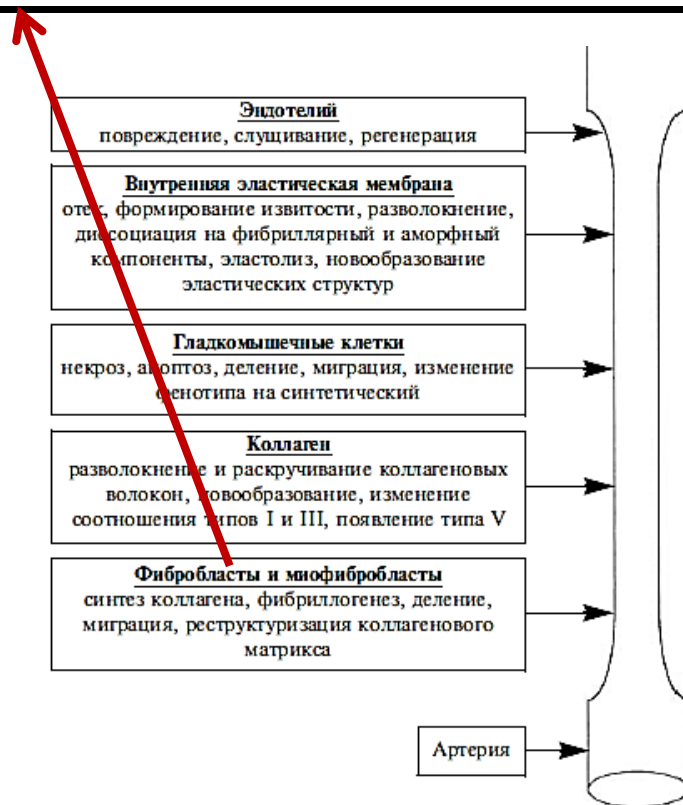 Эндотелий
повреждение, слущивание, регенерация
Внутренняя эластическая мембрана
отек, формирование извитости, разволокнение,
диссоциация на фибриллярный и аморфный
компоненты, эластолиз, новообразование
эластических структур
Гладкомышечные клетки
некроз, апоптоз, деление, миграция, изменение
фенотипа на синтетический
Коллаген
разволокнение и раскручивание коллагеновых
волокон, новообразование, изменение
соотношения типов I и III, появление типа V
Фибробласты и миофибробласты
синтез коллагена, фибриллогенез, деление,
миграция, реструктуризация коллагенового
матрикса
Артерия